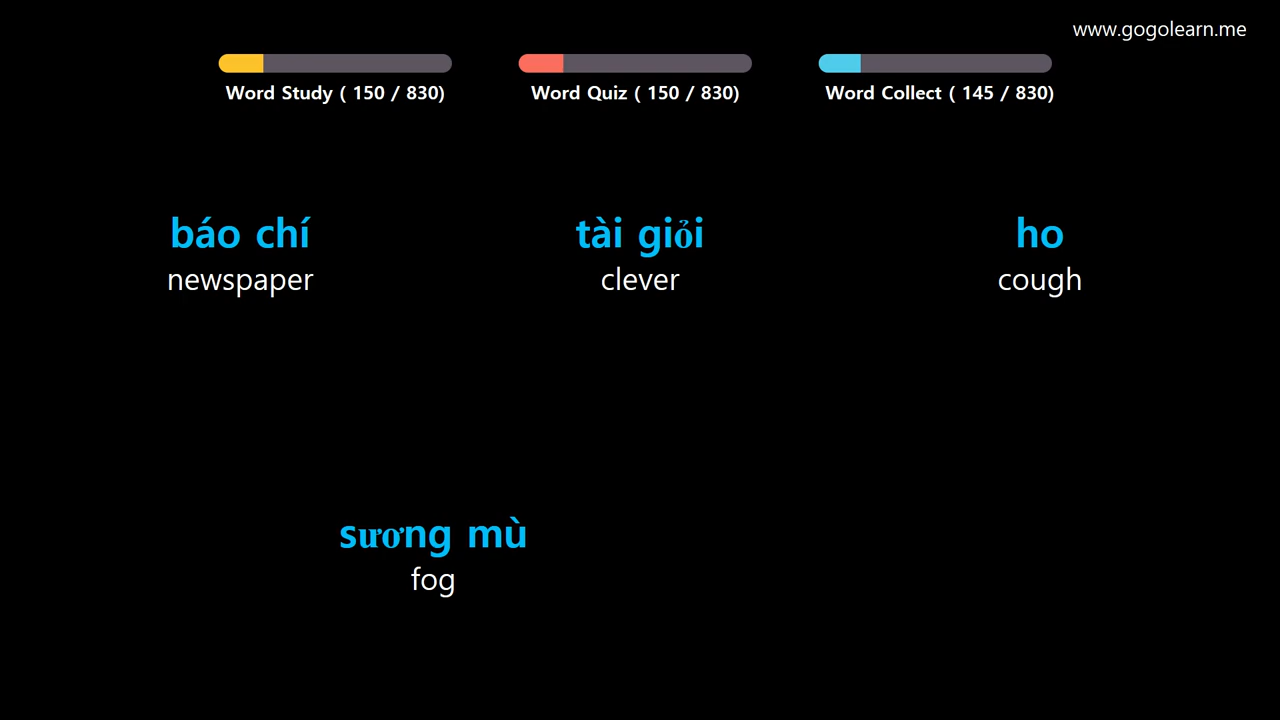 www.gogolearn.me
Word Study ( 150 / 830)
Word Quiz ( 150 / 830)
Word Collect ( 145 / 830)
báo chí
newspaper
tài giỏi
clever
ho
cough
sương mù
fog